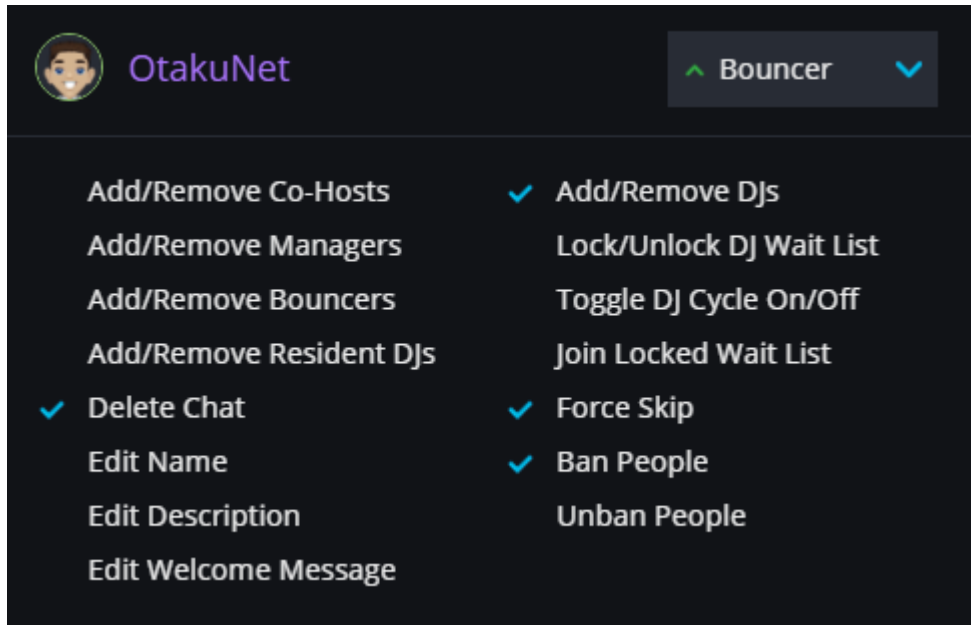 OtakuNet
Bouncer
Add/Remove Co-Hosts
Add/Remove Managers
Add/Remove Bouncers
Add/Remove Resident DJs
Delete Chat
Edit Name
Edit Description
Edit Welcome Message
Add/Remove DJs
Lock/Unlock DJ Wait List
Toggle DJ Cycle On/Off
Join Locked Wait List
Force Skip
Ban People
Unban People